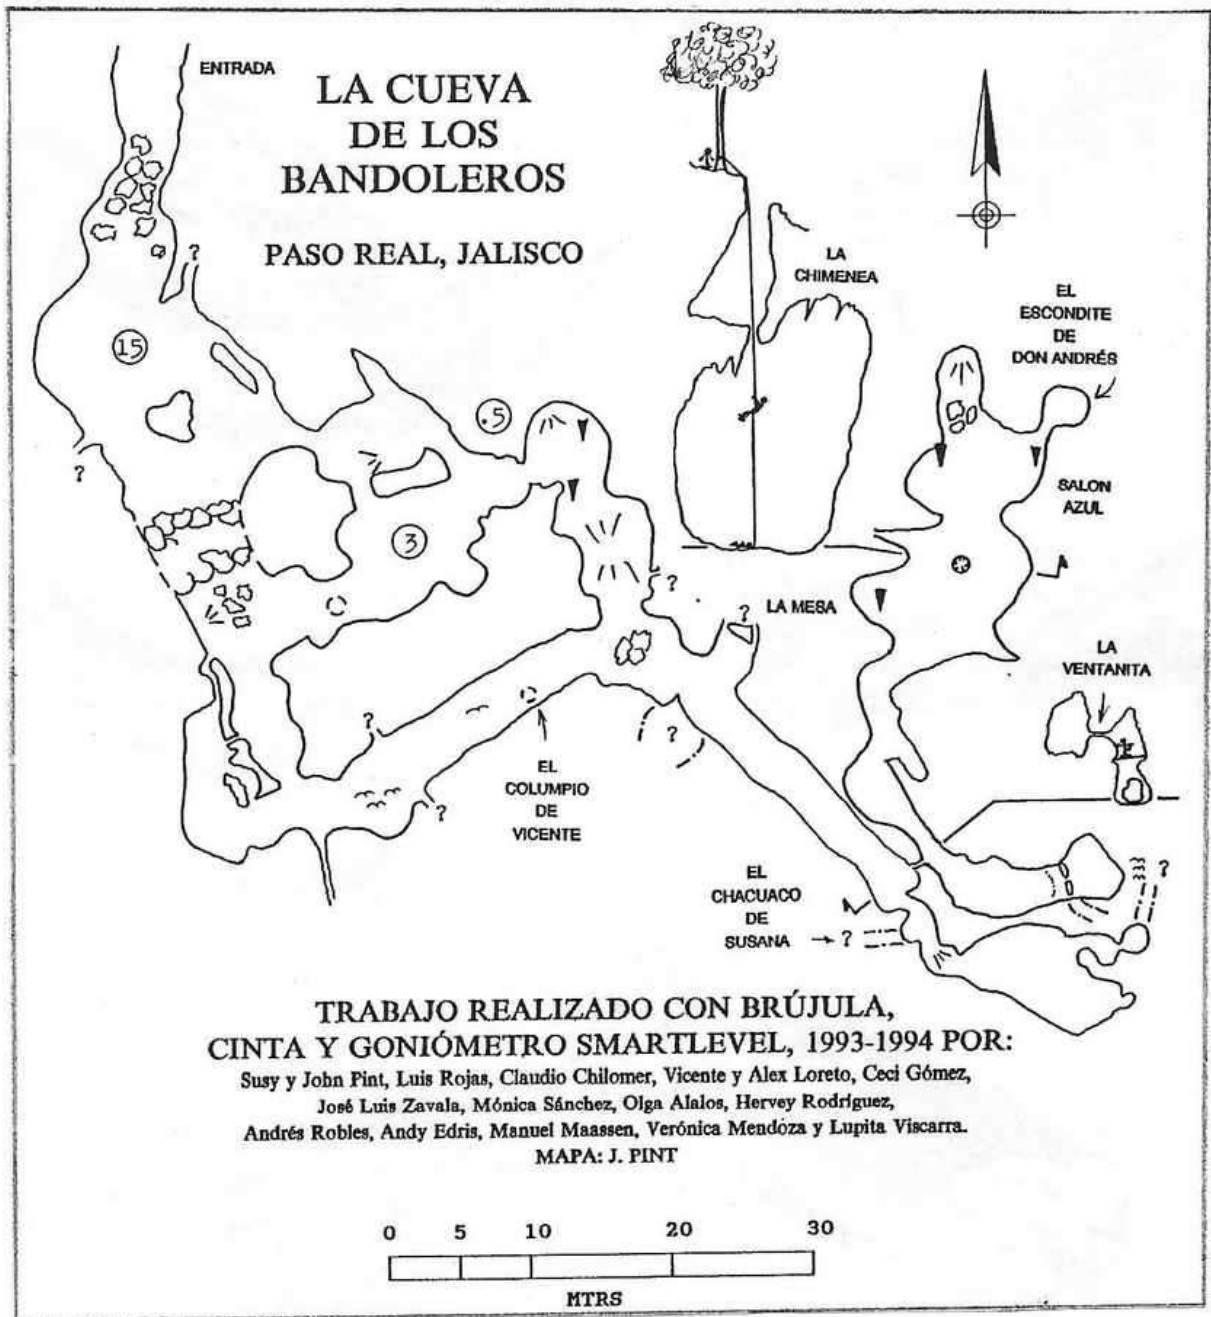 ENTRADA
LA CUEVA
DE LOS
BANDOLEROS
PASO REAL, JALISCO
LA
CHIMENEA
EL
ESCONDITE
DE
DON ANDRÉS
?
15
.5
?
3
SALON
AZUL
?
LA MESA
?
LA
VENTANITA
?
?
EL
COLUMPIO
DE
VICENTE
?
EL
CHACUACO
DE
SUSANA
?
?
TRABAJO REALIZADO CON BRÚJULA,
CINTA Y GONIÓMETRO SMARTLEVEL, 1993-1994 POR:
Susy y John Pint, Luis Rojas, Claudio Chilomer, Vicente y Alex Loreto, Ceci Gómez,
José Luis Zavala, Mónica Sánchez, Olga Alalos, Hervey Rodríguez,
Andrés Robles, Andy Edris, Manuel Maassen, Verónica Mendoza y Lupita Viscarra.
MAPA: J. PINT
0 5 10 20 30
MTRS